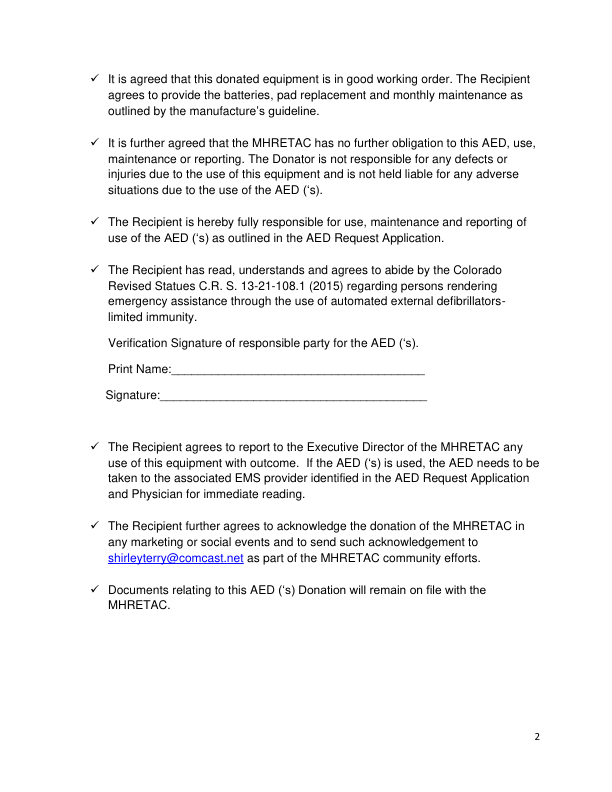 ✓ It is agreed that this donated equipment is in good working order. The Recipient
agrees to provide the batteries, pad replacement and monthly maintenance as
outlined by the manufacture's guideline.
✓ It is further agreed that the MHRETAC has no further obligation to this AED, use,
maintenance or reporting. The Donator is not responsible for any defects or
injuries due to the use of this equipment and is not held liable for any adverse
situations due to the use of the AED ('s).
✓ The Recipient is hereby fully responsible for use, maintenance and reporting of
use of the AED ('s) as outlined in the AED Request Application.
✓ The Recipient has read, understands and agrees to abide by the Colorado
Revised Statues C.R. S. 13-21-108.1 (2015) regarding persons rendering
emergency assistance through the use of automated external defibrillators-
limited immunity.
Verification Signature of responsible party for the AED ('s).
Print Name:______________________________________
Signature:________________________________________
✓ The Recipient agrees to report to the Executive Director of the MHRETAC any
use of this equipment with outcome.  If the AED ('s) is used, the AED needs to be
taken to the associated EMS provider identified in the AED Request Application
and Physician for immediate reading.
✓ The Recipient further agrees to acknowledge the donation of the MHRETAC in
any marketing or social events and to send such acknowledgement to
shirleyterry@comcast.net as part of the MHRETAC community efforts.
✓ Documents relating to this AED ('s) Donation will remain on file with the
MHRETAC.
2